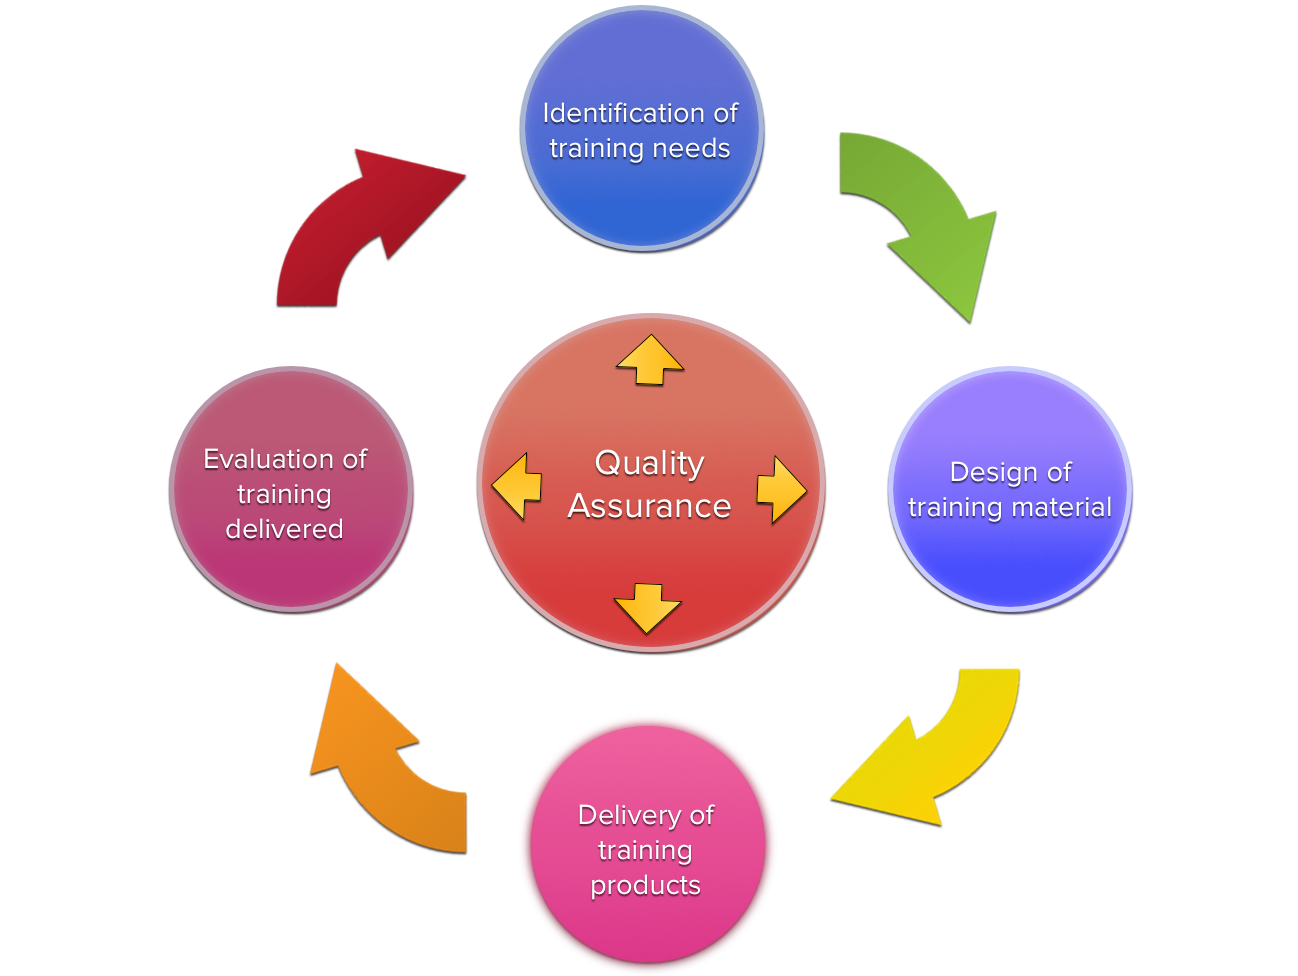 Identification of
training needs
Evaluation of
training
delivered
Quality
Assurance
Design of
training material
Delivery of
training
products